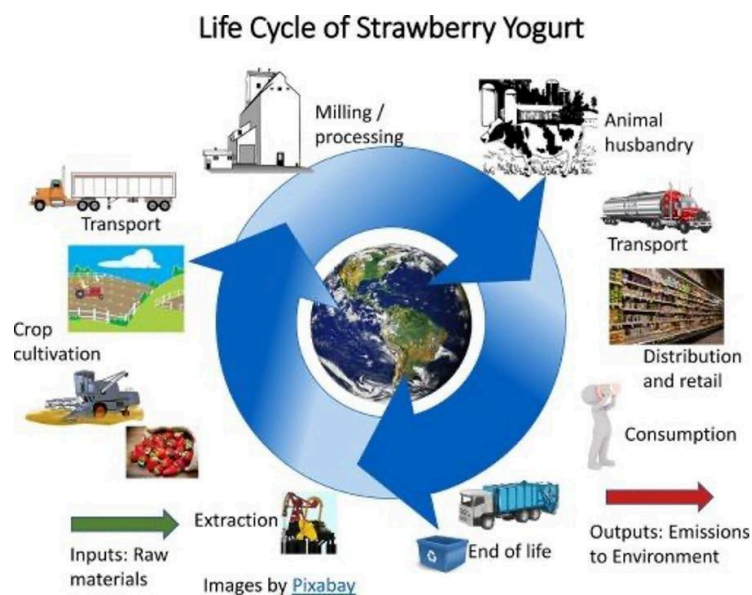 Life Cycle of Strawberry Yogurt
Milling /
processing
Animal
husbandry
Transport
Transport
Crop
cultivation
Distribution
and retail
Consumption
Extraction
End of life
Inputs: Raw
materials
Outputs: Emissions
to Environment
Images by Pixabay